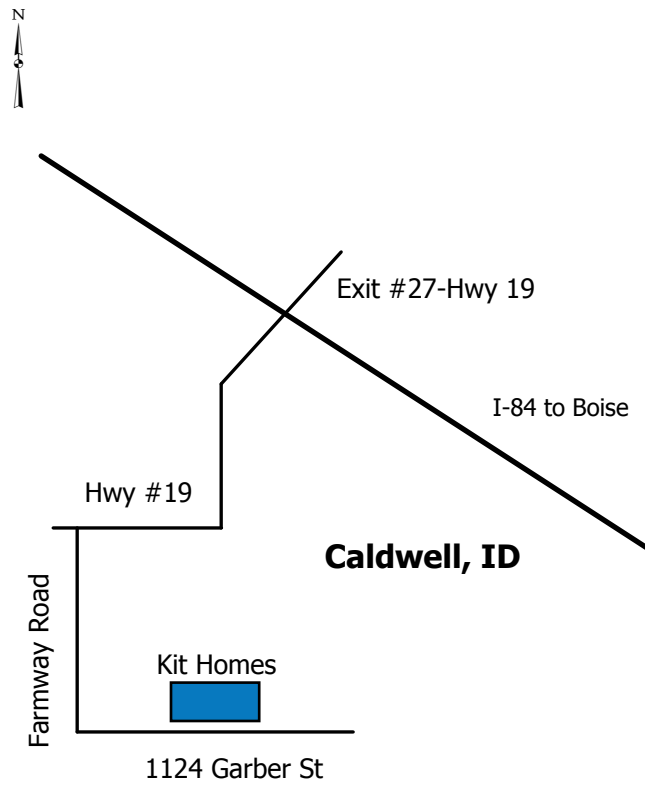 N
Exit #27-Hwy 19
I-84 to Boise
Hwy #19
Caldwell, ID
Farmway Road
Kit Homes
1124 Garber St